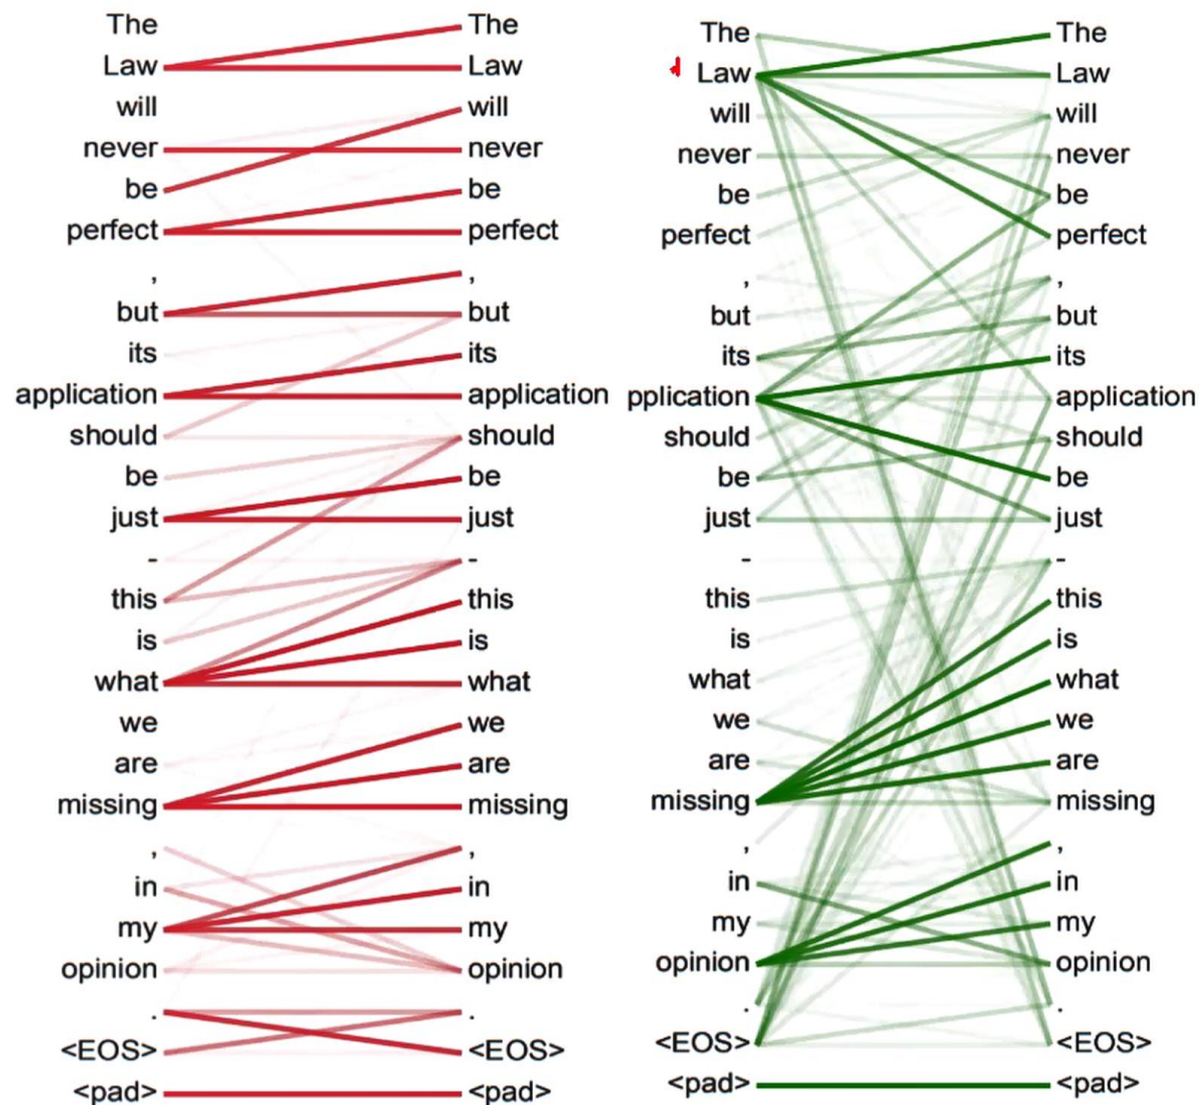 The The
Law Law
will will
never never
be be
perfect perfect
, ,
but but
its its
application application
should should
be be
just just
- -
this this
is is
what what
we we
are are
missing missing
, ,
in in
my my
opinion opinion
. .
<EOS> <EOS>
<pad> <pad>
The The
Law Law
will will
never never
be be
perfect perfect
, ,
but but
its its
pplication application
should should
be be
just just
- -
this this
is is
what what
we we
are are
missing missing
, ,
in in
my my
opinion opinion
. .
<EOS> <EOS>
<pad> <pad>